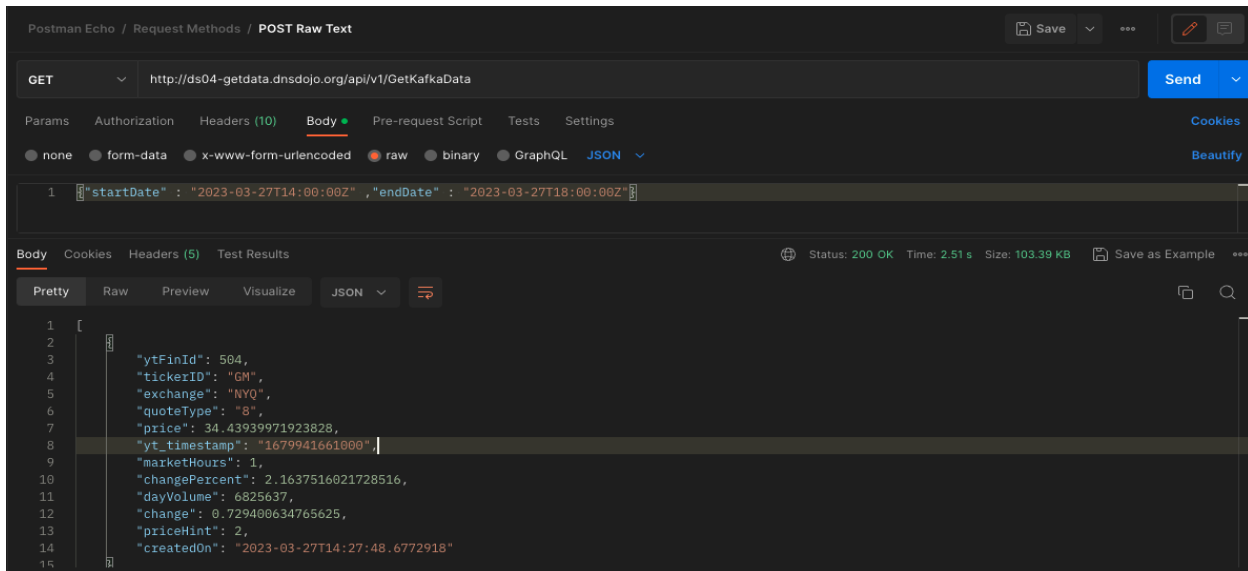 Postman Echo / Request Methods / POST Raw Text
Save
GET http://ds04-getdata.dnsdojo.org/api/v1/GetKafkaData Send
Params Authorization Headers (10) Body Pre-request Script Tests Settings Cookies
none form-data x-www-form-urlencoded raw binary GraphQL JSON Beautify
1 {"startDate" : "2023-03-27T14:00:00Z" ,"endDate" : "2023-03-27T18:00:00Z"}
Body Cookies Headers (5) Test Results Status: 200 OK Time: 2.51 s Size: 103.39 KB Save as Example
Pretty Raw Preview Visualize JSON
1 [
2 {
3 "ytFinId": 504,
4 "tickerID": "GM",
5 "exchange": "NYQ",
6 "quoteType": "8",
7 "price": 34.43939971923828,
8 "yt_timestamp": "1679941661000",
9 "marketHours": 1,
10 "changePercent": 2.1637516021728516,
11 "dayVolume": 6825637,
12 "change": 0.729400634765625,
13 "priceHint": 2,
14 "createdOn": "2023-03-27T14:27:48.6772918"
15 }